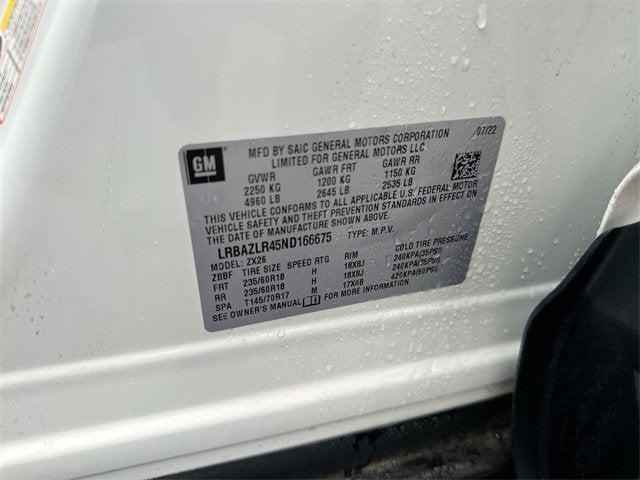 GM
MFD BY SAIC GENERAL MOTORS CORPORATION 07/22
LIMITED FOR GENERAL MOTORS LLC
GVWR GAWR FRT GAWR RR
2250 KG 1200 KG 1150 KG
4960 LB 2645 LB 2535 LB
THIS VEHICLE CONFORMS TO ALL APPLICABLE U.S. FEDERAL MOTOR
VEHICLE SAFETY AND THEFT PREVENTION STANDARDS IN EFFECT ON
THE DATE OF MANUFACTURE SHOWN ABOVE.
LRBAZLR45ND166675 TYPE: M.P.V.
MODEL: ZX26
ZBBF TIRE SIZE SPEED RTG RIM COLD TIRE PRESSURE
FRT 235/60R18 H 18X8J 240KPA(35PSI)
RR 235/60R18 H 18X8J 240KPA(35PSI)
SPA T145/70R17 M 17X4B 420KPA(60PSI)
SEE OWNER'S MANUAL FOR MORE INFORMATION.